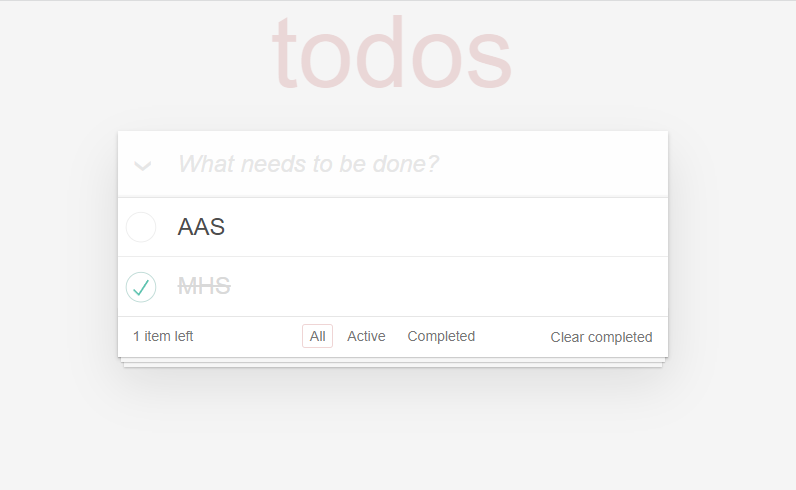 todos
What needs to be done?
AAS
MHS
1 item left All Active Completed Clear completed